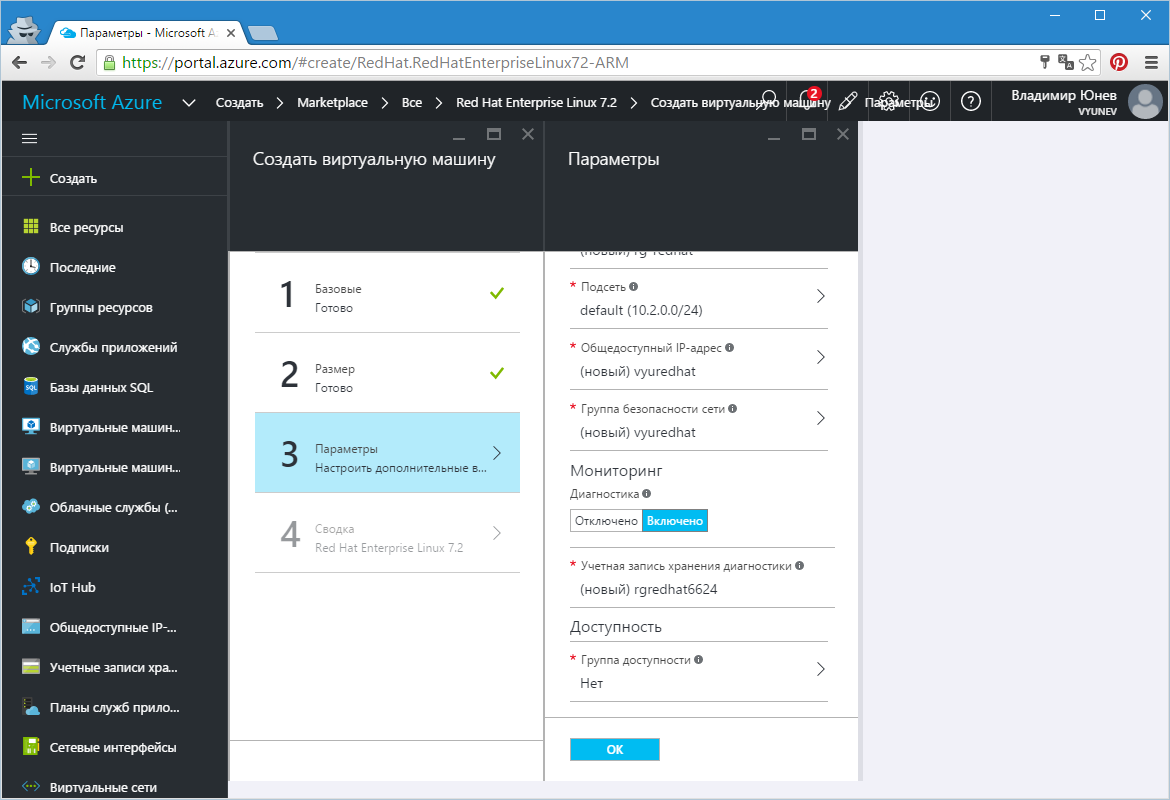 Параметры - Microsoft A
https://portal.azure.com/#create/RedHat.RedHatEnterpriseLinux72-ARM
Microsoft Azure
Создать
Marketplace
Все
Red Hat Enterprise Linux 7.2
Создать виртуальную машину
Параметры
2
Владимир Юнев
VYUNEV
Создать
Все ресурсы
Последние
Группы ресурсов
Службы приложений
Базы данных SQL
Виртуальные машин...
Виртуальные машин...
Облачные службы (...
Подписки
IoT Hub
Общедоступные IP-...
Учетные записи хра...
Планы служб прило...
Сетевые интерфейсы
Виртуальные сети
Создать виртуальную машину
1
Базовые
Готово
2
Размер
Готово
3
Параметры
Настроить дополнительные в...
4
Сводка
Red Hat Enterprise Linux 7.2
Параметры
(новый) rg-redhat
* Подсеть
default (10.2.0.0/24)
* Общедоступный IP-адрес
(новый) vyuredhat
* Группа безопасности сети
(новый) vyuredhat
Мониторинг
Диагностика
Отключено Включено
* Учетная запись хранения диагностики
(новый) rgredhat6624
Доступность
* Группа доступности
Нет
OK